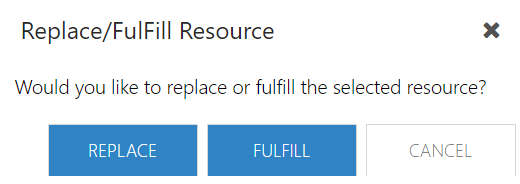 Replace/FulFill Resource
Would you like to replace or fulfill the selected resource?
REPLACE FULFILL CANCEL